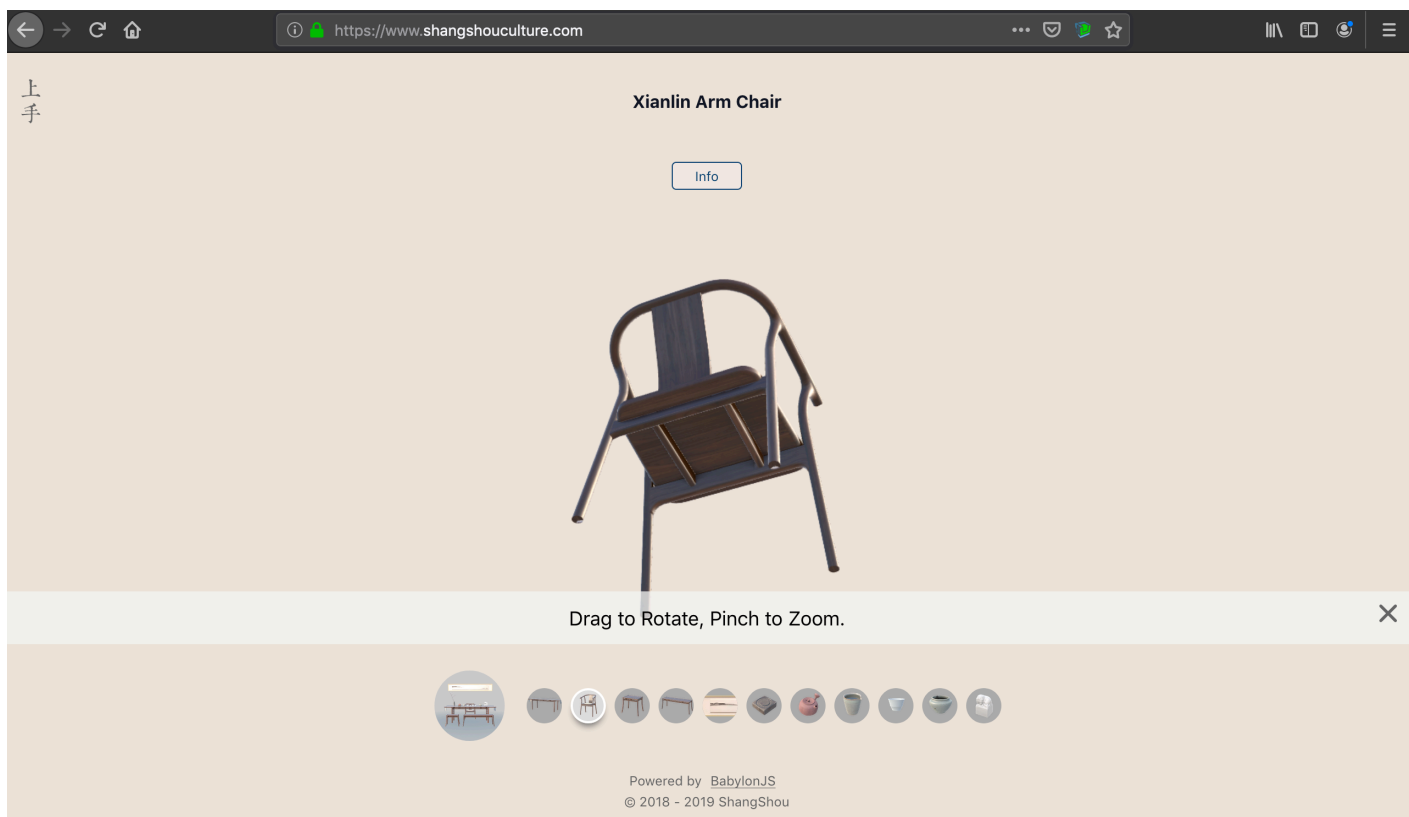 https://www.shangshouculture.com
上
手
Xianlin Arm Chair
Info
Drag to Rotate, Pinch to Zoom.
Powered by BabylonJS
© 2018 - 2019 ShangShou